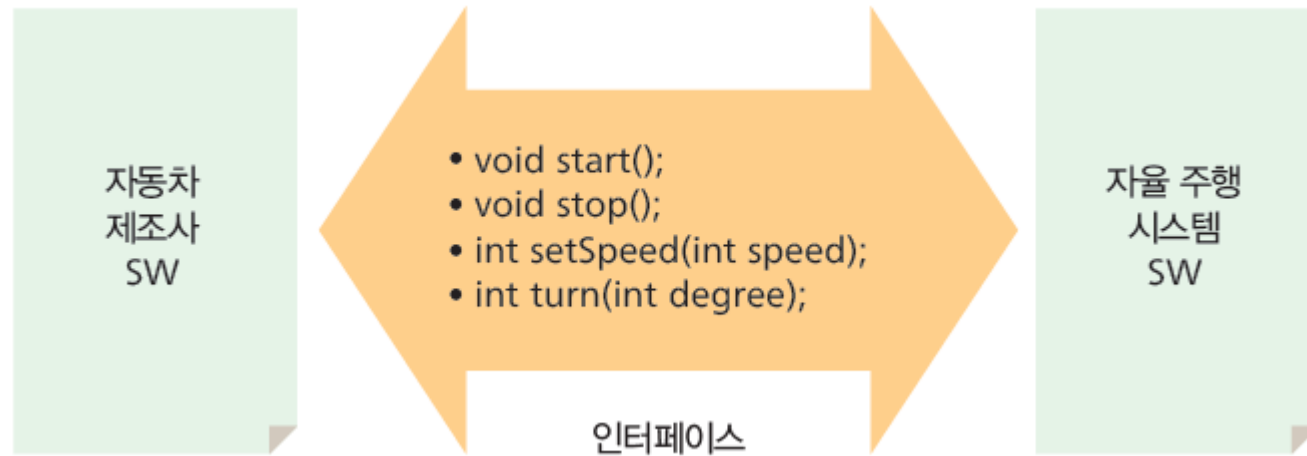 자동차
제조사
SW
• void start();
• void stop();
• int setSpeed(int speed);
• int turn(int degree);
인터페이스
자율 주행
시스템
SW